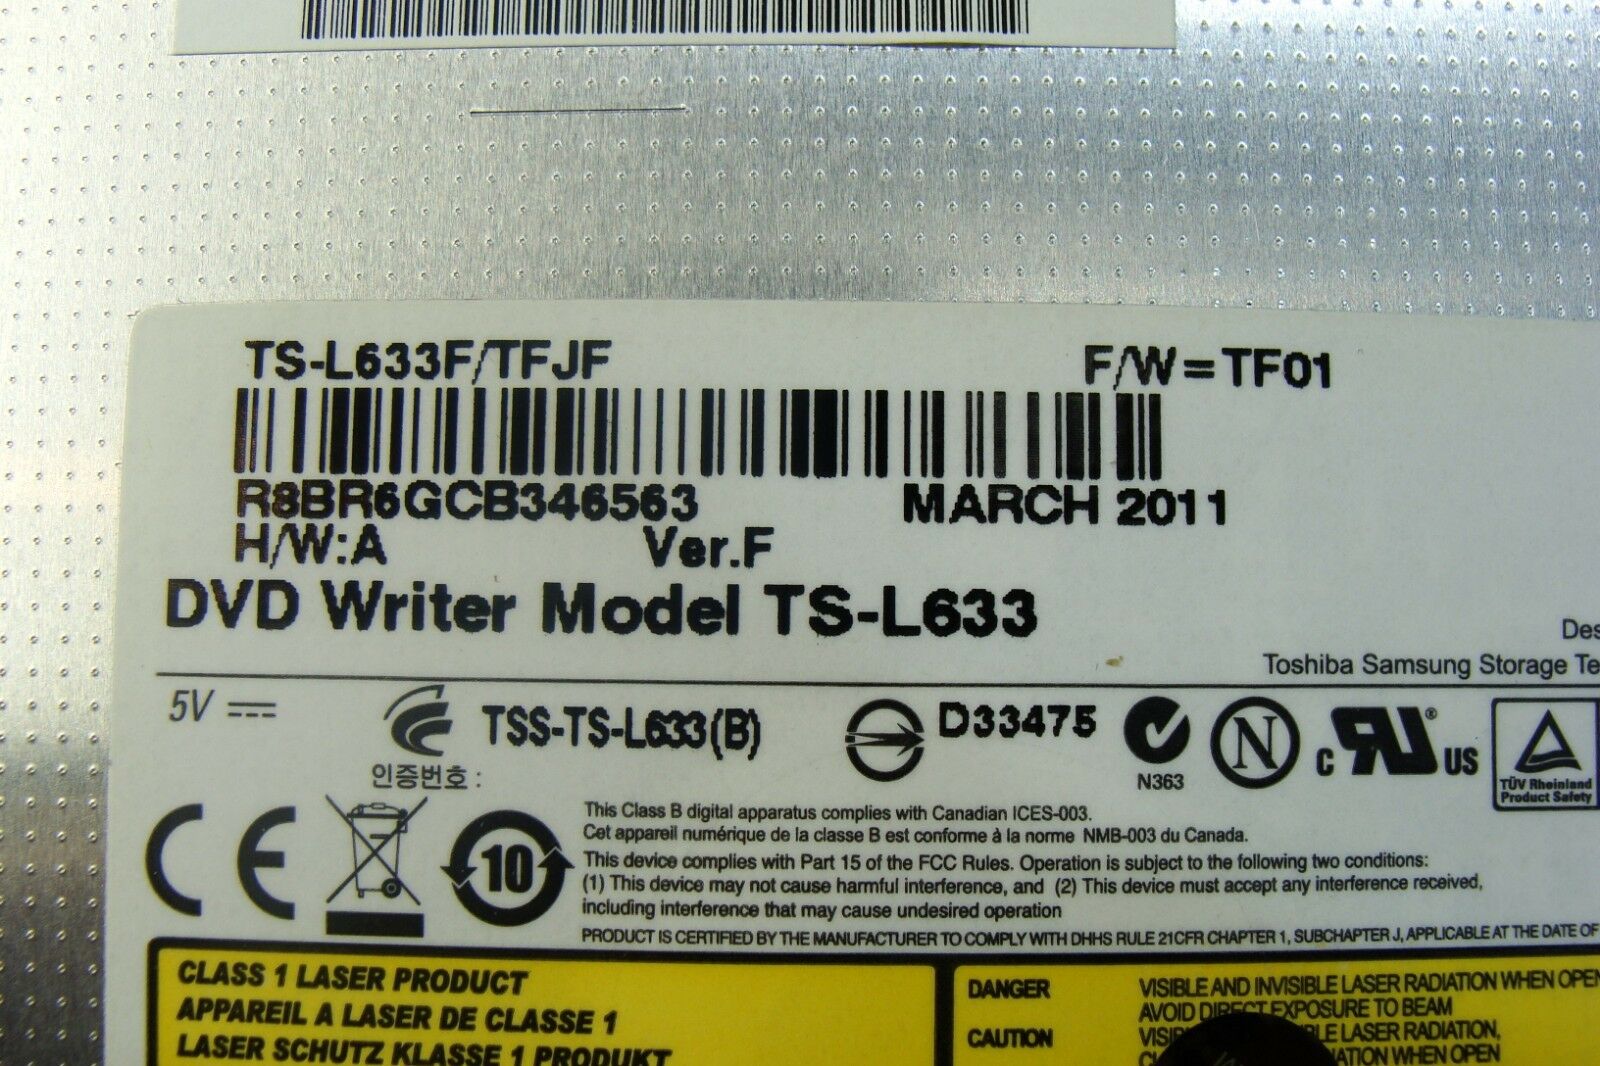 TS-L633F/TFJF F/W=TF01
R8BR6GCB346563 MARCH 2011
H/W:A Ver.F
DVD Writer Model TS-L633
Toshiba Samsung Storage
5V TSS-TS-L633(B) D33475
인증번호 :
N363
N
C UL ® US
TÜV Rheinland
Product Safety
CE
10
This Class B digital apparatus complies with Canadian ICES-003.
Cet appareil numérique de la classe B est conforme à la norme NMB-003 du Canada.
This device complies with Part 15 of the FCC Rules. Operation is subject to the following two conditions:
(1) This device may not cause harmful interference, and (2) This device must accept any interference received,
including interference that may cause undesired operation
PRODUCT IS CERTIFIED BY THE MANUFACTURER TO COMPLY WITH DHHS RULE 21CFR CHAPTER 1, SUBCHAPTER J, APPLICABLE AT THE DATE OF
CLASS 1 LASER PRODUCT
APPAREIL A LASER DE CLASSE 1
LASER SCHUTZ KLASSE 1 PRODUKT
DANGER VISIBLE AND INVISIBLE LASER RADIATION WHEN OPEN
AVOID DIRECT EXPOSURE TO BEAM
CAUTION LASER RADIATION,
WHEN OPEN